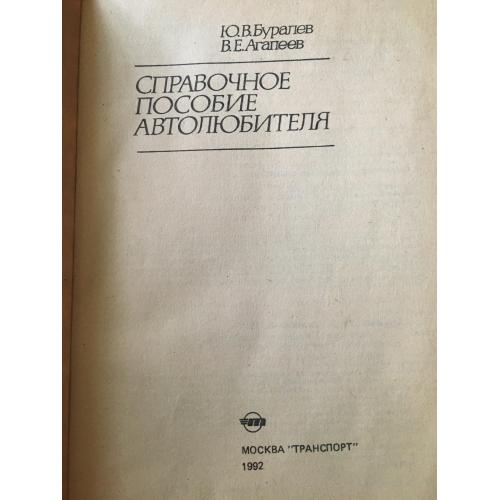 Ю.В.Буралев
В.Е.Агапеев
СПРАВОЧНОЕ
ПОСОБИЕ
АВТОЛЮБИТЕЛЯ
МОСКВА "ТРАНСПОРТ"
1992